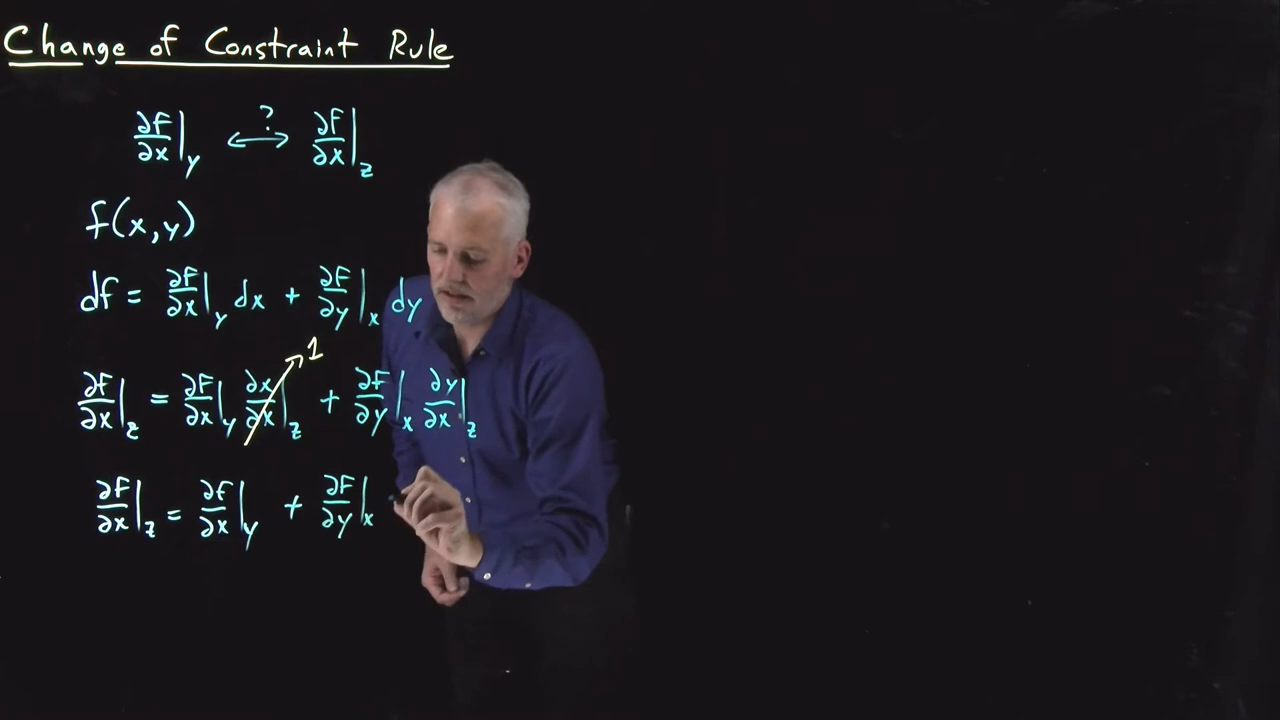 Change of Constraint Rule
∂f/∂x|y ⟷? ∂f/∂x|z
f(x,y)
df = ∂f/∂x|y dx + ∂f/∂y|x dy
1
∂f/∂x|z = ∂f/∂x|y ∂x/∂x|z + ∂f/∂y|x ∂y/∂x|z
∂f/∂x|z = ∂f/∂x|y + ∂f/∂y|x